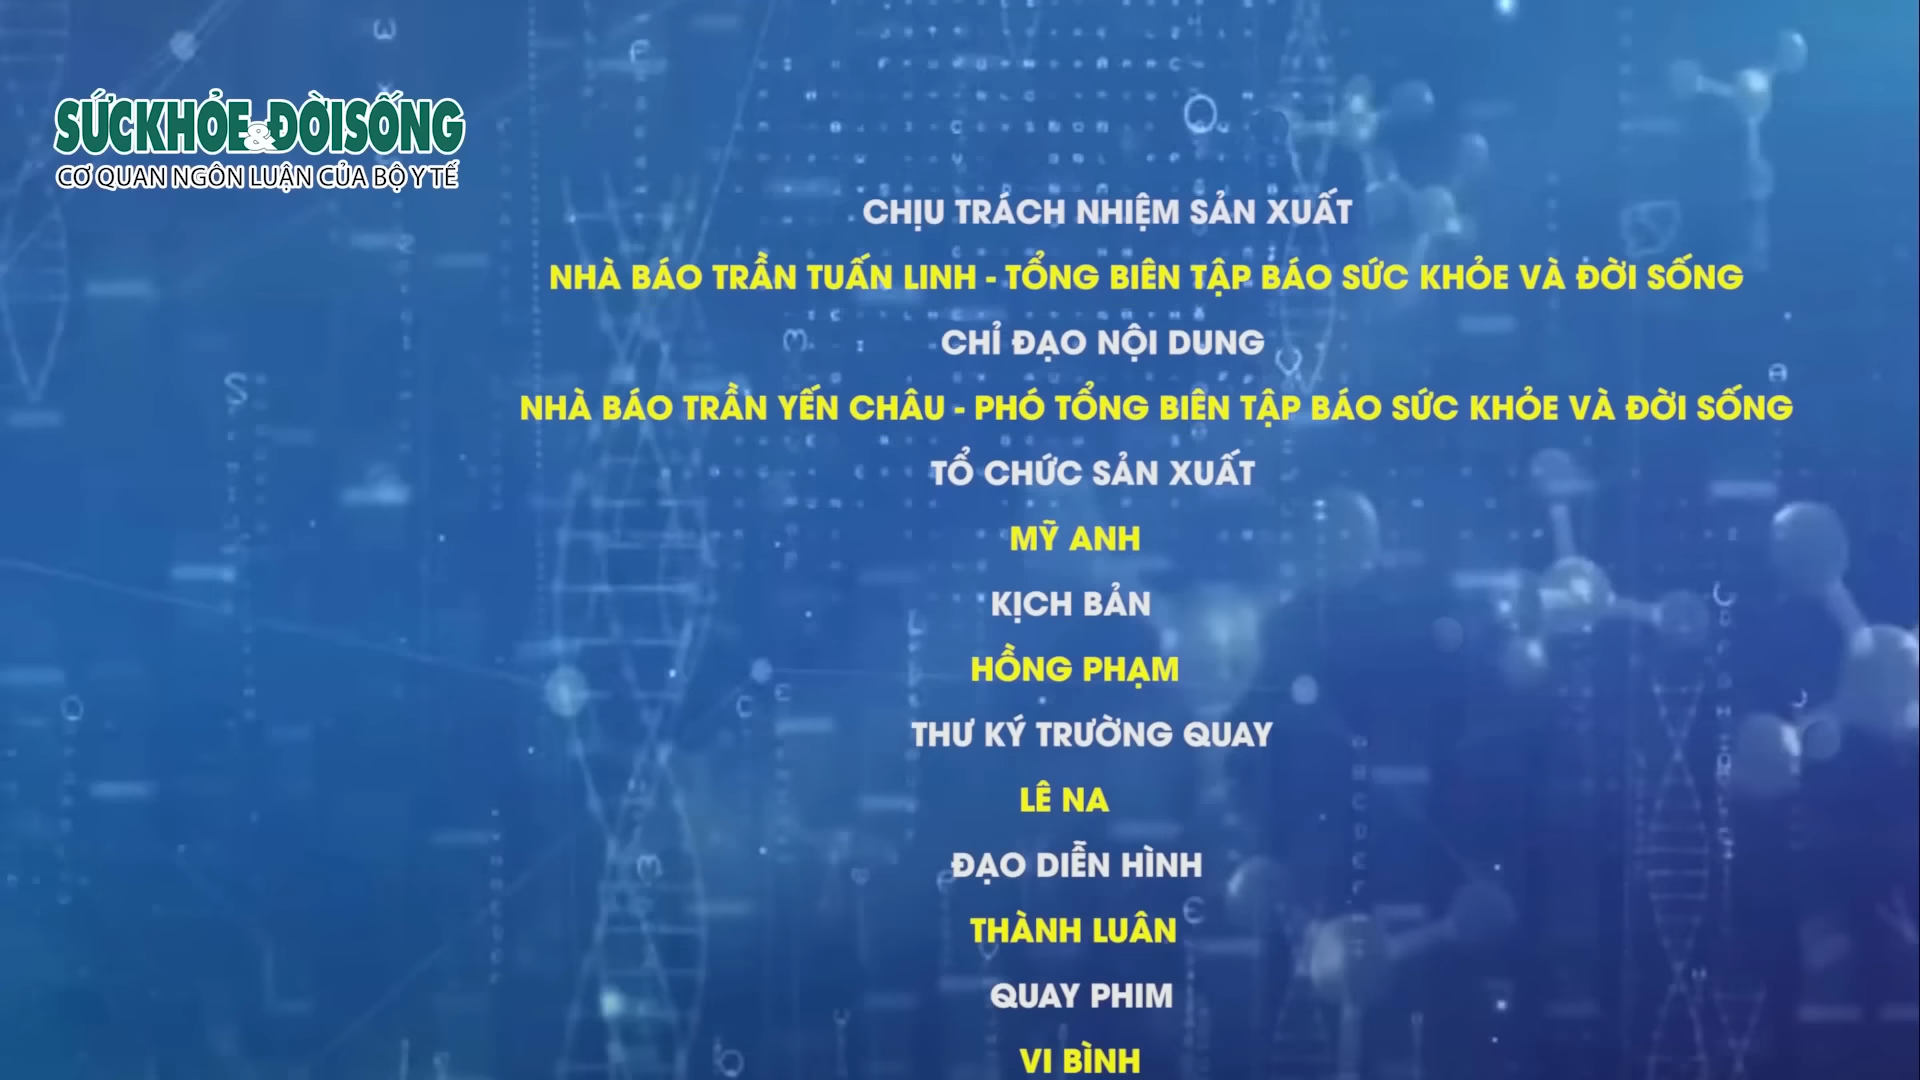 SỨCKHỎE&ĐỜISỐNG
CƠ QUAN NGÔN LUẬN CỦA BỘ Y TẾ
CHỊU TRÁCH NHIỆM SẢN XUẤT
NHÀ BÁO TRẦN TUẤN LINH - TỔNG BIÊN TẬP BÁO SỨC KHỎE VÀ ĐỜI SỐNG
CHỈ ĐẠO NỘI DUNG
NHÀ BÁO TRẦN YẾN CHÂU - PHÓ TỔNG BIÊN TẬP BÁO SỨC KHỎE VÀ ĐỜI SỐNG
TỔ CHỨC SẢN XUẤT
MỸ ANH
KỊCH BẢN
HỒNG PHẠM
THƯ KÝ TRƯỜNG QUAY
LÊ NA
ĐẠO DIỄN HÌNH
THÀNH LUÂN
QUAY PHIM
VI BÌNH